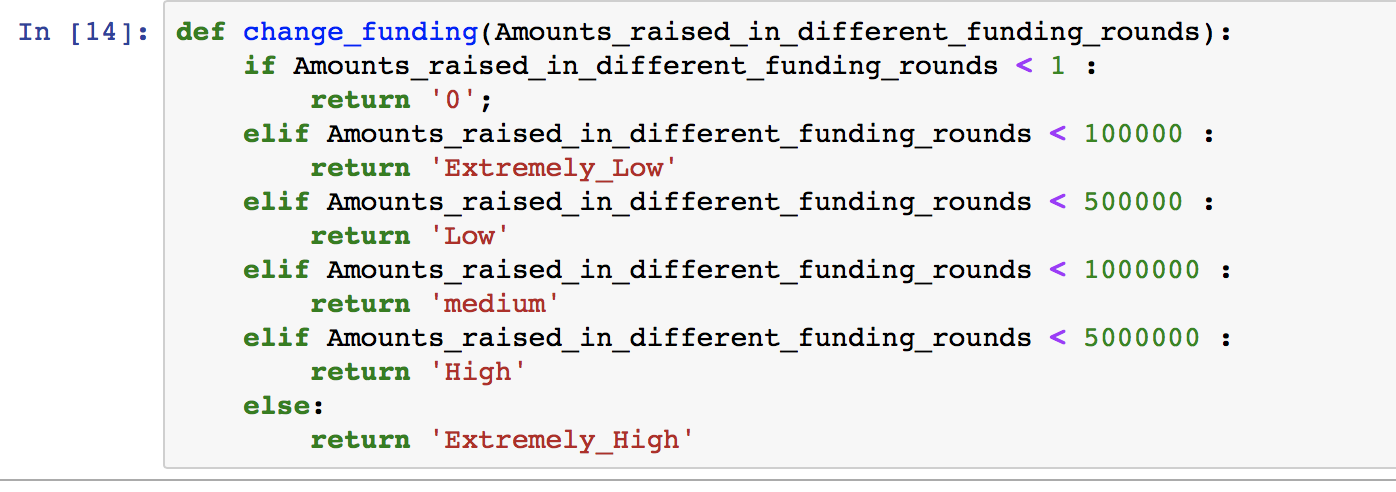 In [14]: def change_funding(Amounts_raised_in_different_funding_rounds):
    if Amounts_raised_in_different_funding_rounds < 1 :
        return '0';
    elif Amounts_raised_in_different_funding_rounds < 100000 :
        return 'Extremely_Low'
    elif Amounts_raised_in_different_funding_rounds < 500000 :
        return 'Low'
    elif Amounts_raised_in_different_funding_rounds < 1000000 :
        return 'medium'
    elif Amounts_raised_in_different_funding_rounds < 5000000 :
        return 'High'
    else:
        return 'Extremely_High'